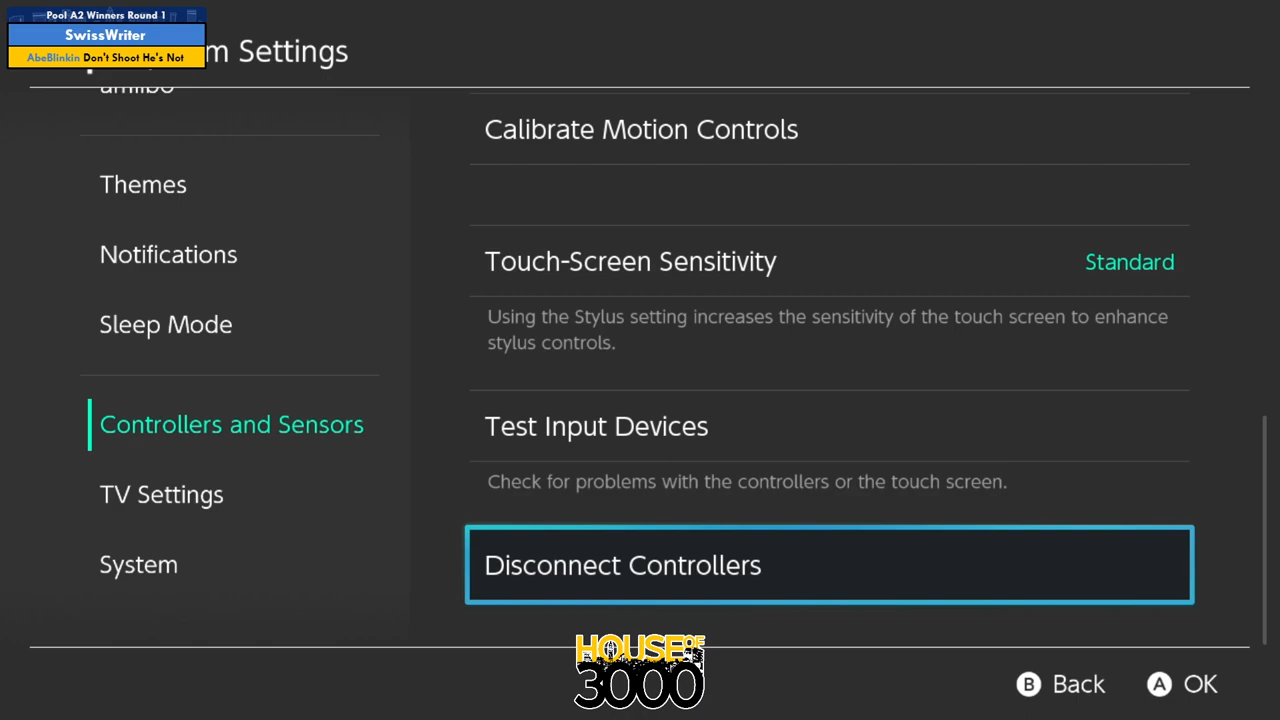 Pool A2 Winners Round 1
SwissWriter
AbeBlinkin Don't Shoot He's Not
m Settings
amiibo
Themes
Notifications
Sleep Mode
Controllers and Sensors
TV Settings
System
Calibrate Motion Controls
Touch-Screen Sensitivity Standard
Using the Stylus setting increases the sensitivity of the touch screen to enhance
stylus controls.
Test Input Devices
Check for problems with the controllers or the touch screen.
Disconnect Controllers
HOUSE OF
3000
B Back A OK